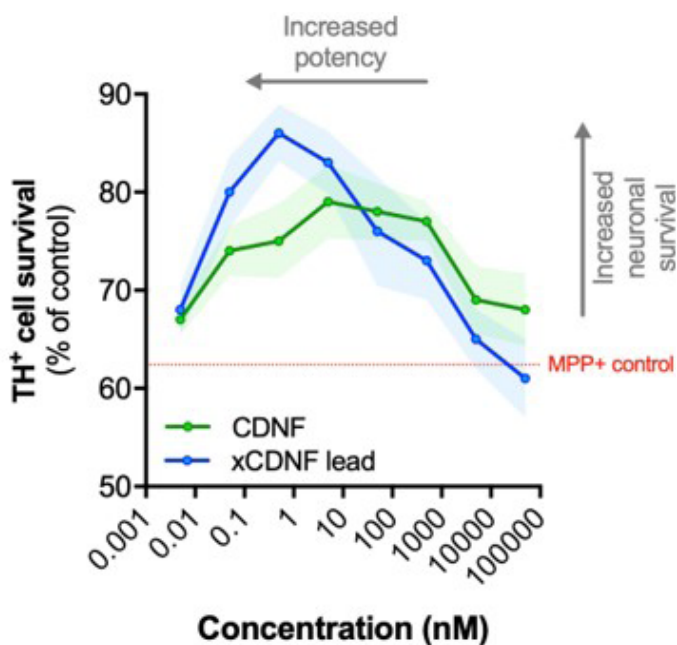 Increased
potency
90
80
70
60
50
TH⁺ cell survival
(% of control)
Increased
neuronal
survival
MPP+ control
CDNF
xCDNF lead
0.001
0.01
0.1
1
10
100
1000
10000
100000
Concentration (nM)